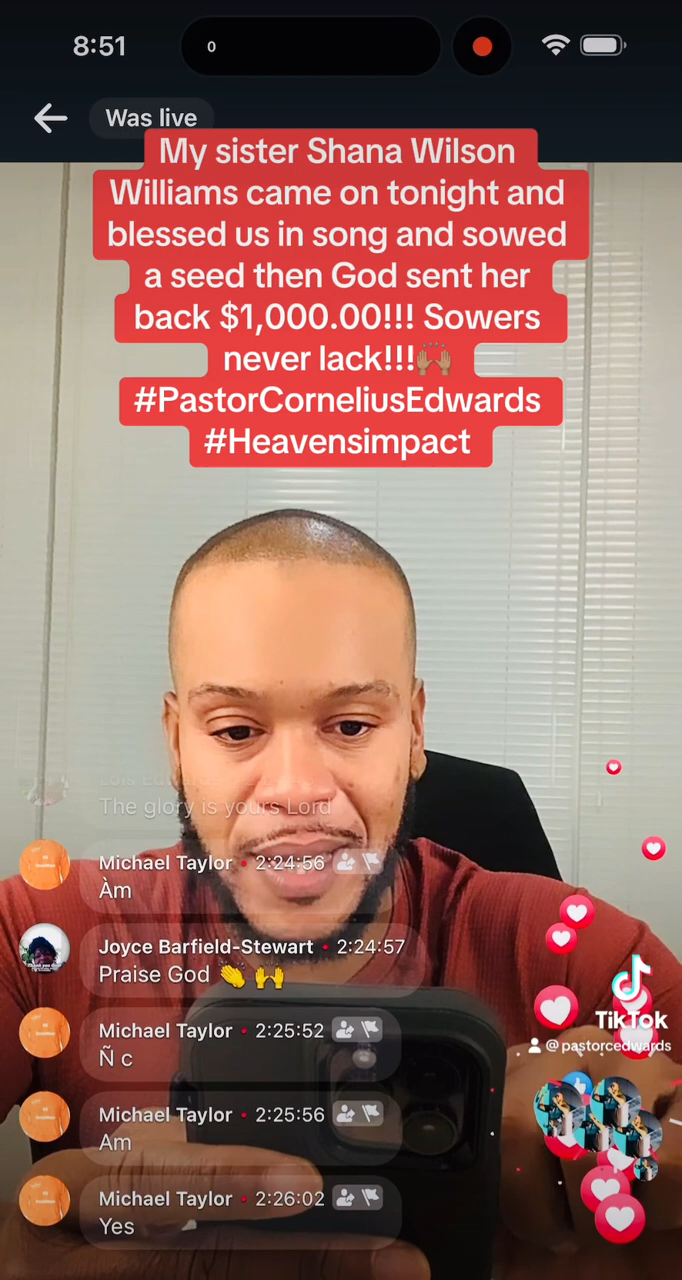 8:51
0
Was live
My sister Shana Wilson
Williams came on tonight and
blessed us in song and sowed
a seed then God sent her
back $1,000.00!!! Sowers
never lack!!!🙌🏽
#PastorCorneliusEdwards
#Heavensimpact
The glory is yours Lord
Michael Taylor • 2:24:56
Àm
Joyce Barfield-Stewart • 2:24:57
Praise God 👏 🙌
Michael Taylor • 2:25:52
Ñ c
Michael Taylor • 2:25:56
Am
Michael Taylor • 2:26:02
Yes
TikTok
@pastorcedwards